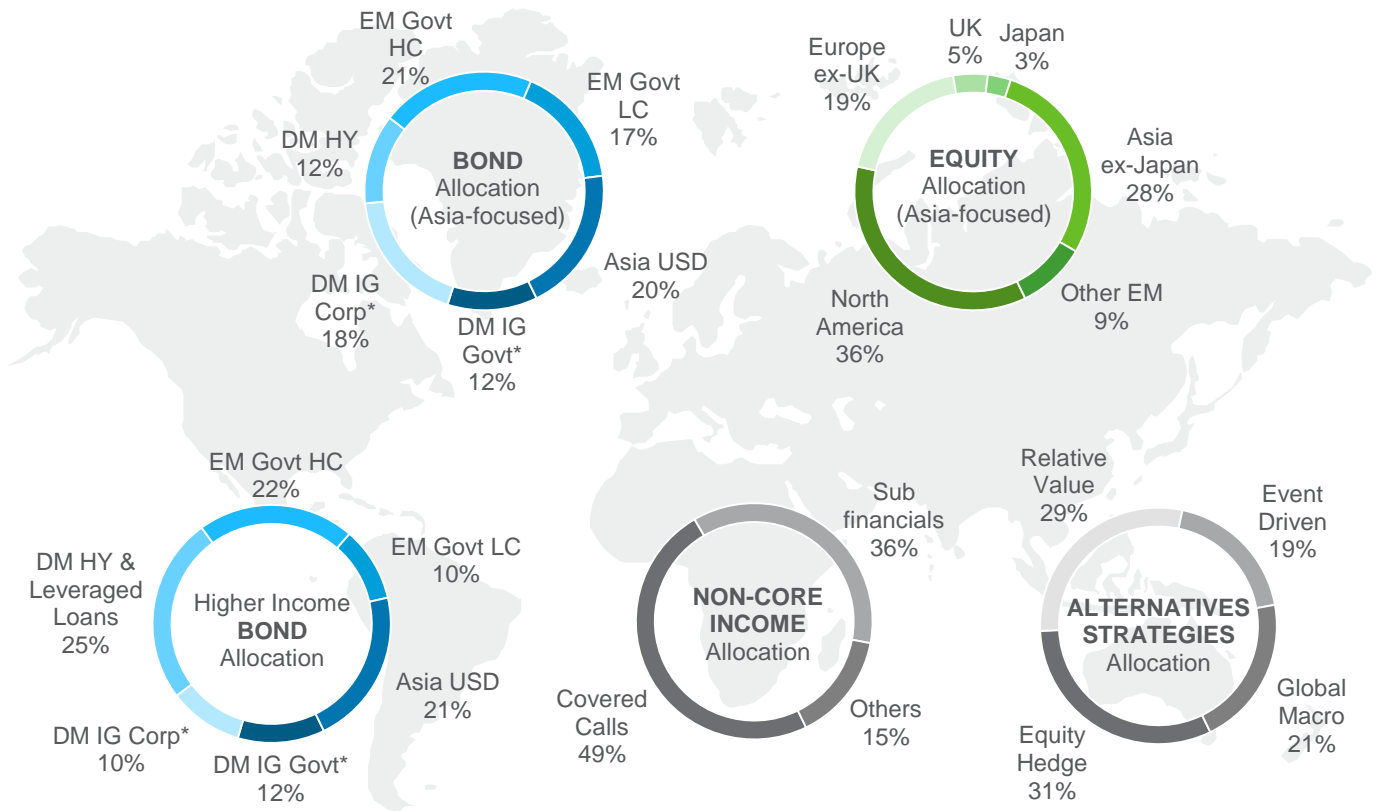 EM Govt
HC
21%
EM Govt
LC
17%
DM HY
12%
BOND
Allocation
(Asia-focused)
Asia USD
20%
DM IG
Corp*
18%
DM IG
Govt*
12%
UK
5%
Japan
3%
Europe
ex-UK
19%
Asia
ex-Japan
28%
EQUITY
Allocation
(Asia-focused)
North
America
36%
Other EM
9%
EM Govt HC
22%
EM Govt LC
10%
DM HY &
Leveraged
Loans
25%
Higher Income
BOND
Allocation
Asia USD
21%
DM IG Corp*
10%
DM IG Govt*
12%
Sub
financials
36%
NON-CORE
INCOME
Allocation
Covered
Calls
49%
Others
15%
Relative
Value
29%
Event
Driven
19%
ALTERNATIVES
STRATEGIES
Allocation
Equity
Hedge
31%
Global
Macro
21%